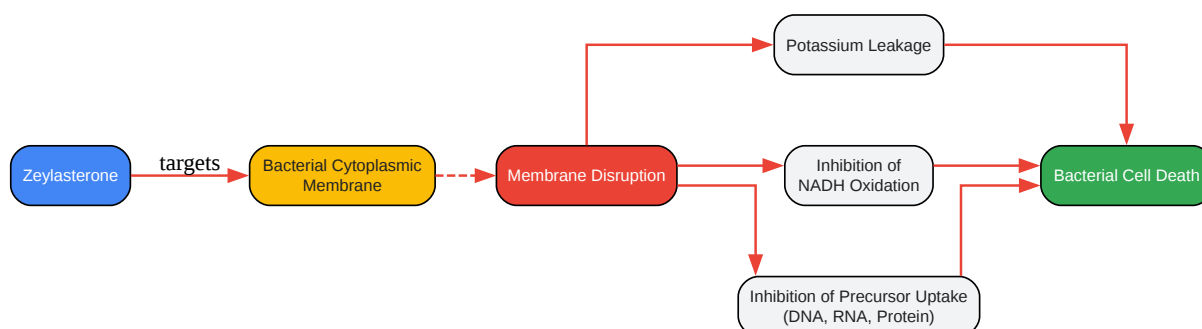 Potassium Leakage
Zeylasterone
targets
Bacterial Cytoplasmic
Membrane
Membrane Disruption
Inhibition of
NADH Oxidation
Bacterial Cell Death
Inhibition of Precursor Uptake
(DNA, RNA, Protein)